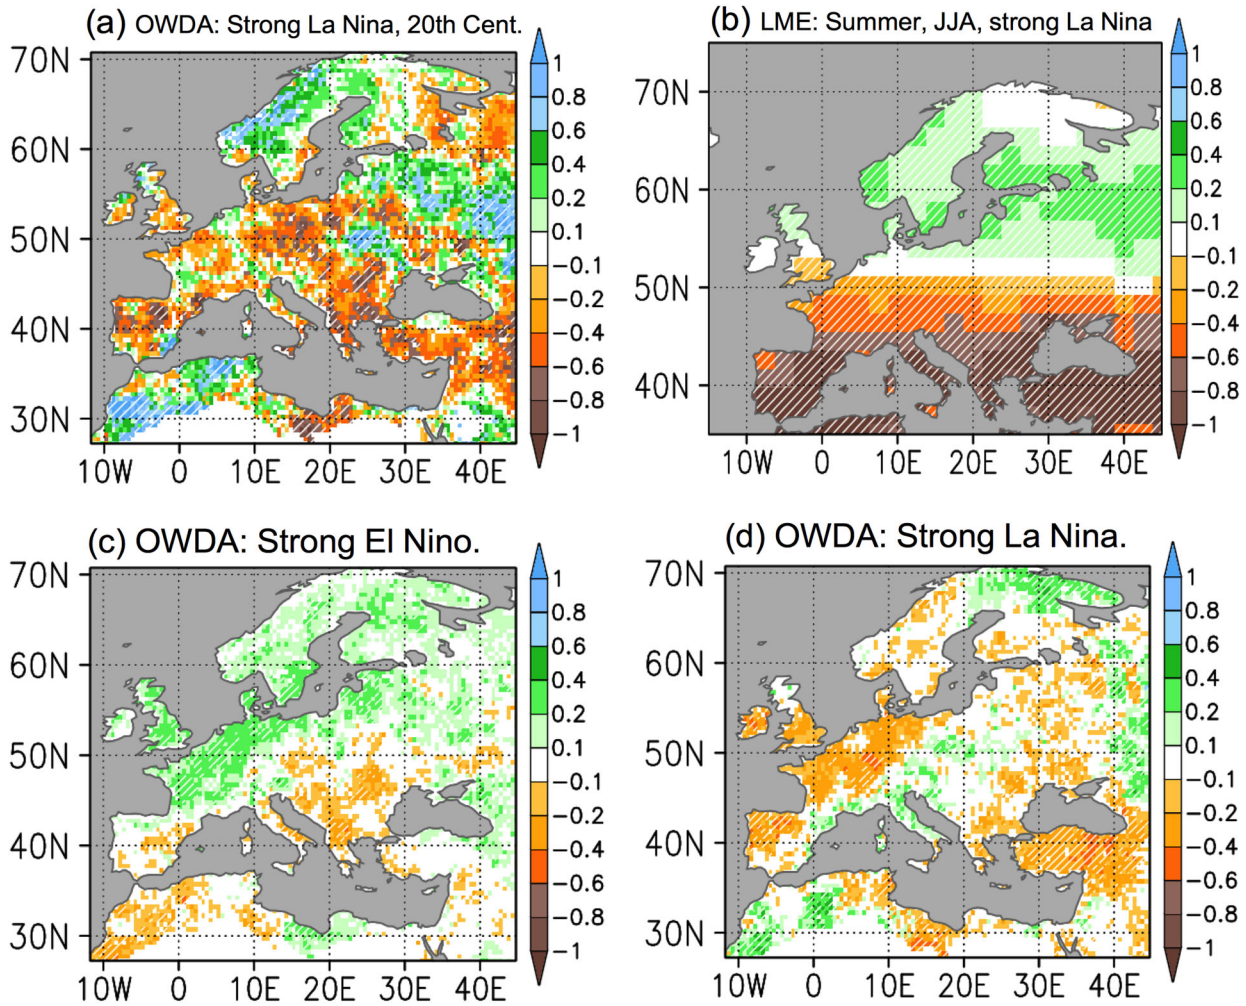 (a) OWDA: Strong La Nina, 20th Cent.
70N
60N
50N
40N
30N
10W 0 10E 20E 30E 40E
1
0.8
0.6
0.4
0.2
0.1
−0.1
−0.2
−0.4
−0.6
−0.8
−1
(b) LME: Summer, JJA, strong La Nina
70N
60N
50N
40N
10W 0 10E 20E 30E 40E
1
0.8
0.6
0.4
0.2
0.1
−0.1
−0.2
−0.4
−0.6
−0.8
−1
(c) OWDA: Strong El Nino.
70N
60N
50N
40N
30N
10W 0 10E 20E 30E 40E
1
0.8
0.6
0.4
0.2
0.1
−0.1
−0.2
−0.4
−0.6
−0.8
−1
(d) OWDA: Strong La Nina.
70N
60N
50N
40N
30N
10W 0 10E 20E 30E 40E
1
0.8
0.6
0.4
0.2
0.1
−0.1
−0.2
−0.4
−0.6
−0.8
−1